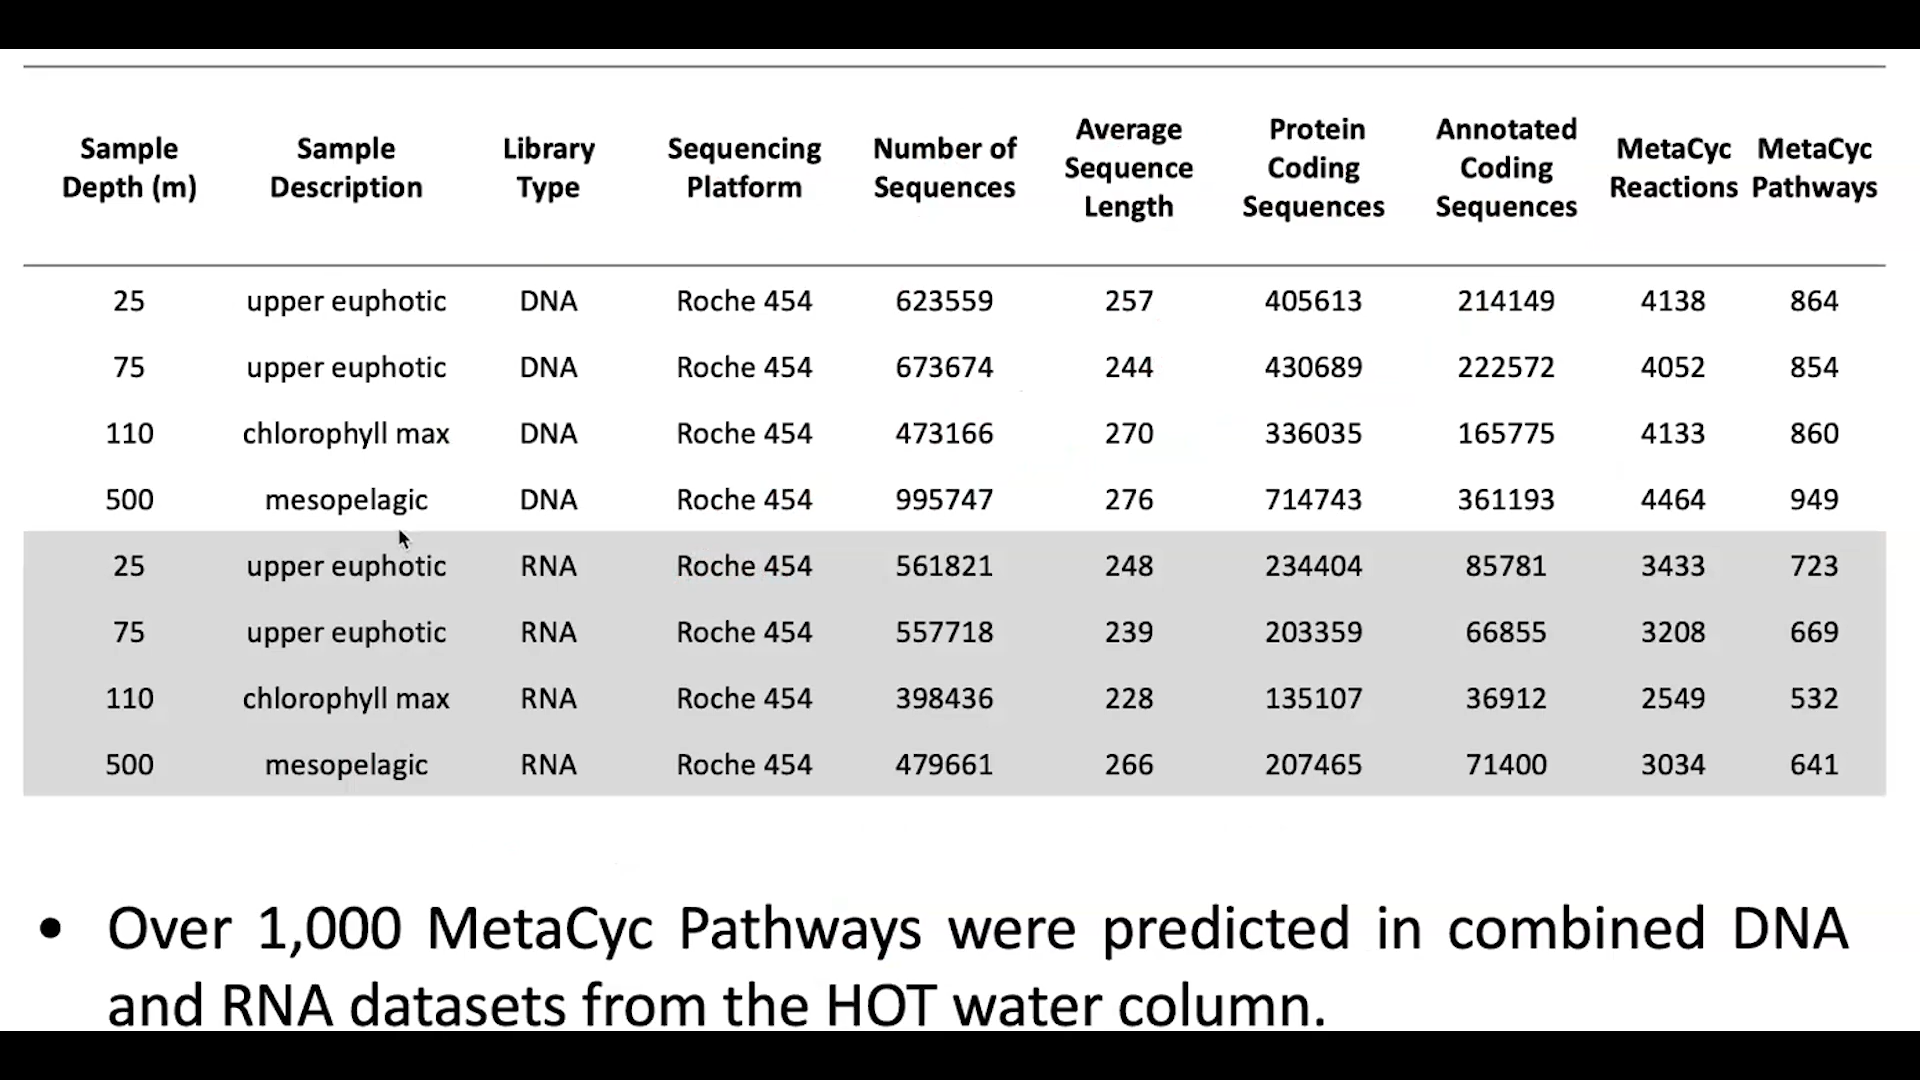 Sample Depth (m) Sample Description Library Type Sequencing Platform Number of Sequences Average Sequence Length Protein Coding Sequences Annotated Coding Sequences MetaCyc Reactions MetaCyc Pathways
25 upper euphotic DNA Roche 454 623559 257 405613 214149 4138 864
75 upper euphotic DNA Roche 454 673674 244 430689 222572 4052 854
110 chlorophyll max DNA Roche 454 473166 270 336035 165775 4133 860
500 mesopelagic DNA Roche 454 995747 276 714743 361193 4464 949
25 upper euphotic RNA Roche 454 561821 248 234404 85781 3433 723
75 upper euphotic RNA Roche 454 557718 239 203359 66855 3208 669
110 chlorophyll max RNA Roche 454 398436 228 135107 36912 2549 532
500 mesopelagic RNA Roche 454 479661 266 207465 71400 3034 641
• Over 1,000 MetaCyc Pathways were predicted in combined DNA
and RNA datasets from the HOT water column.